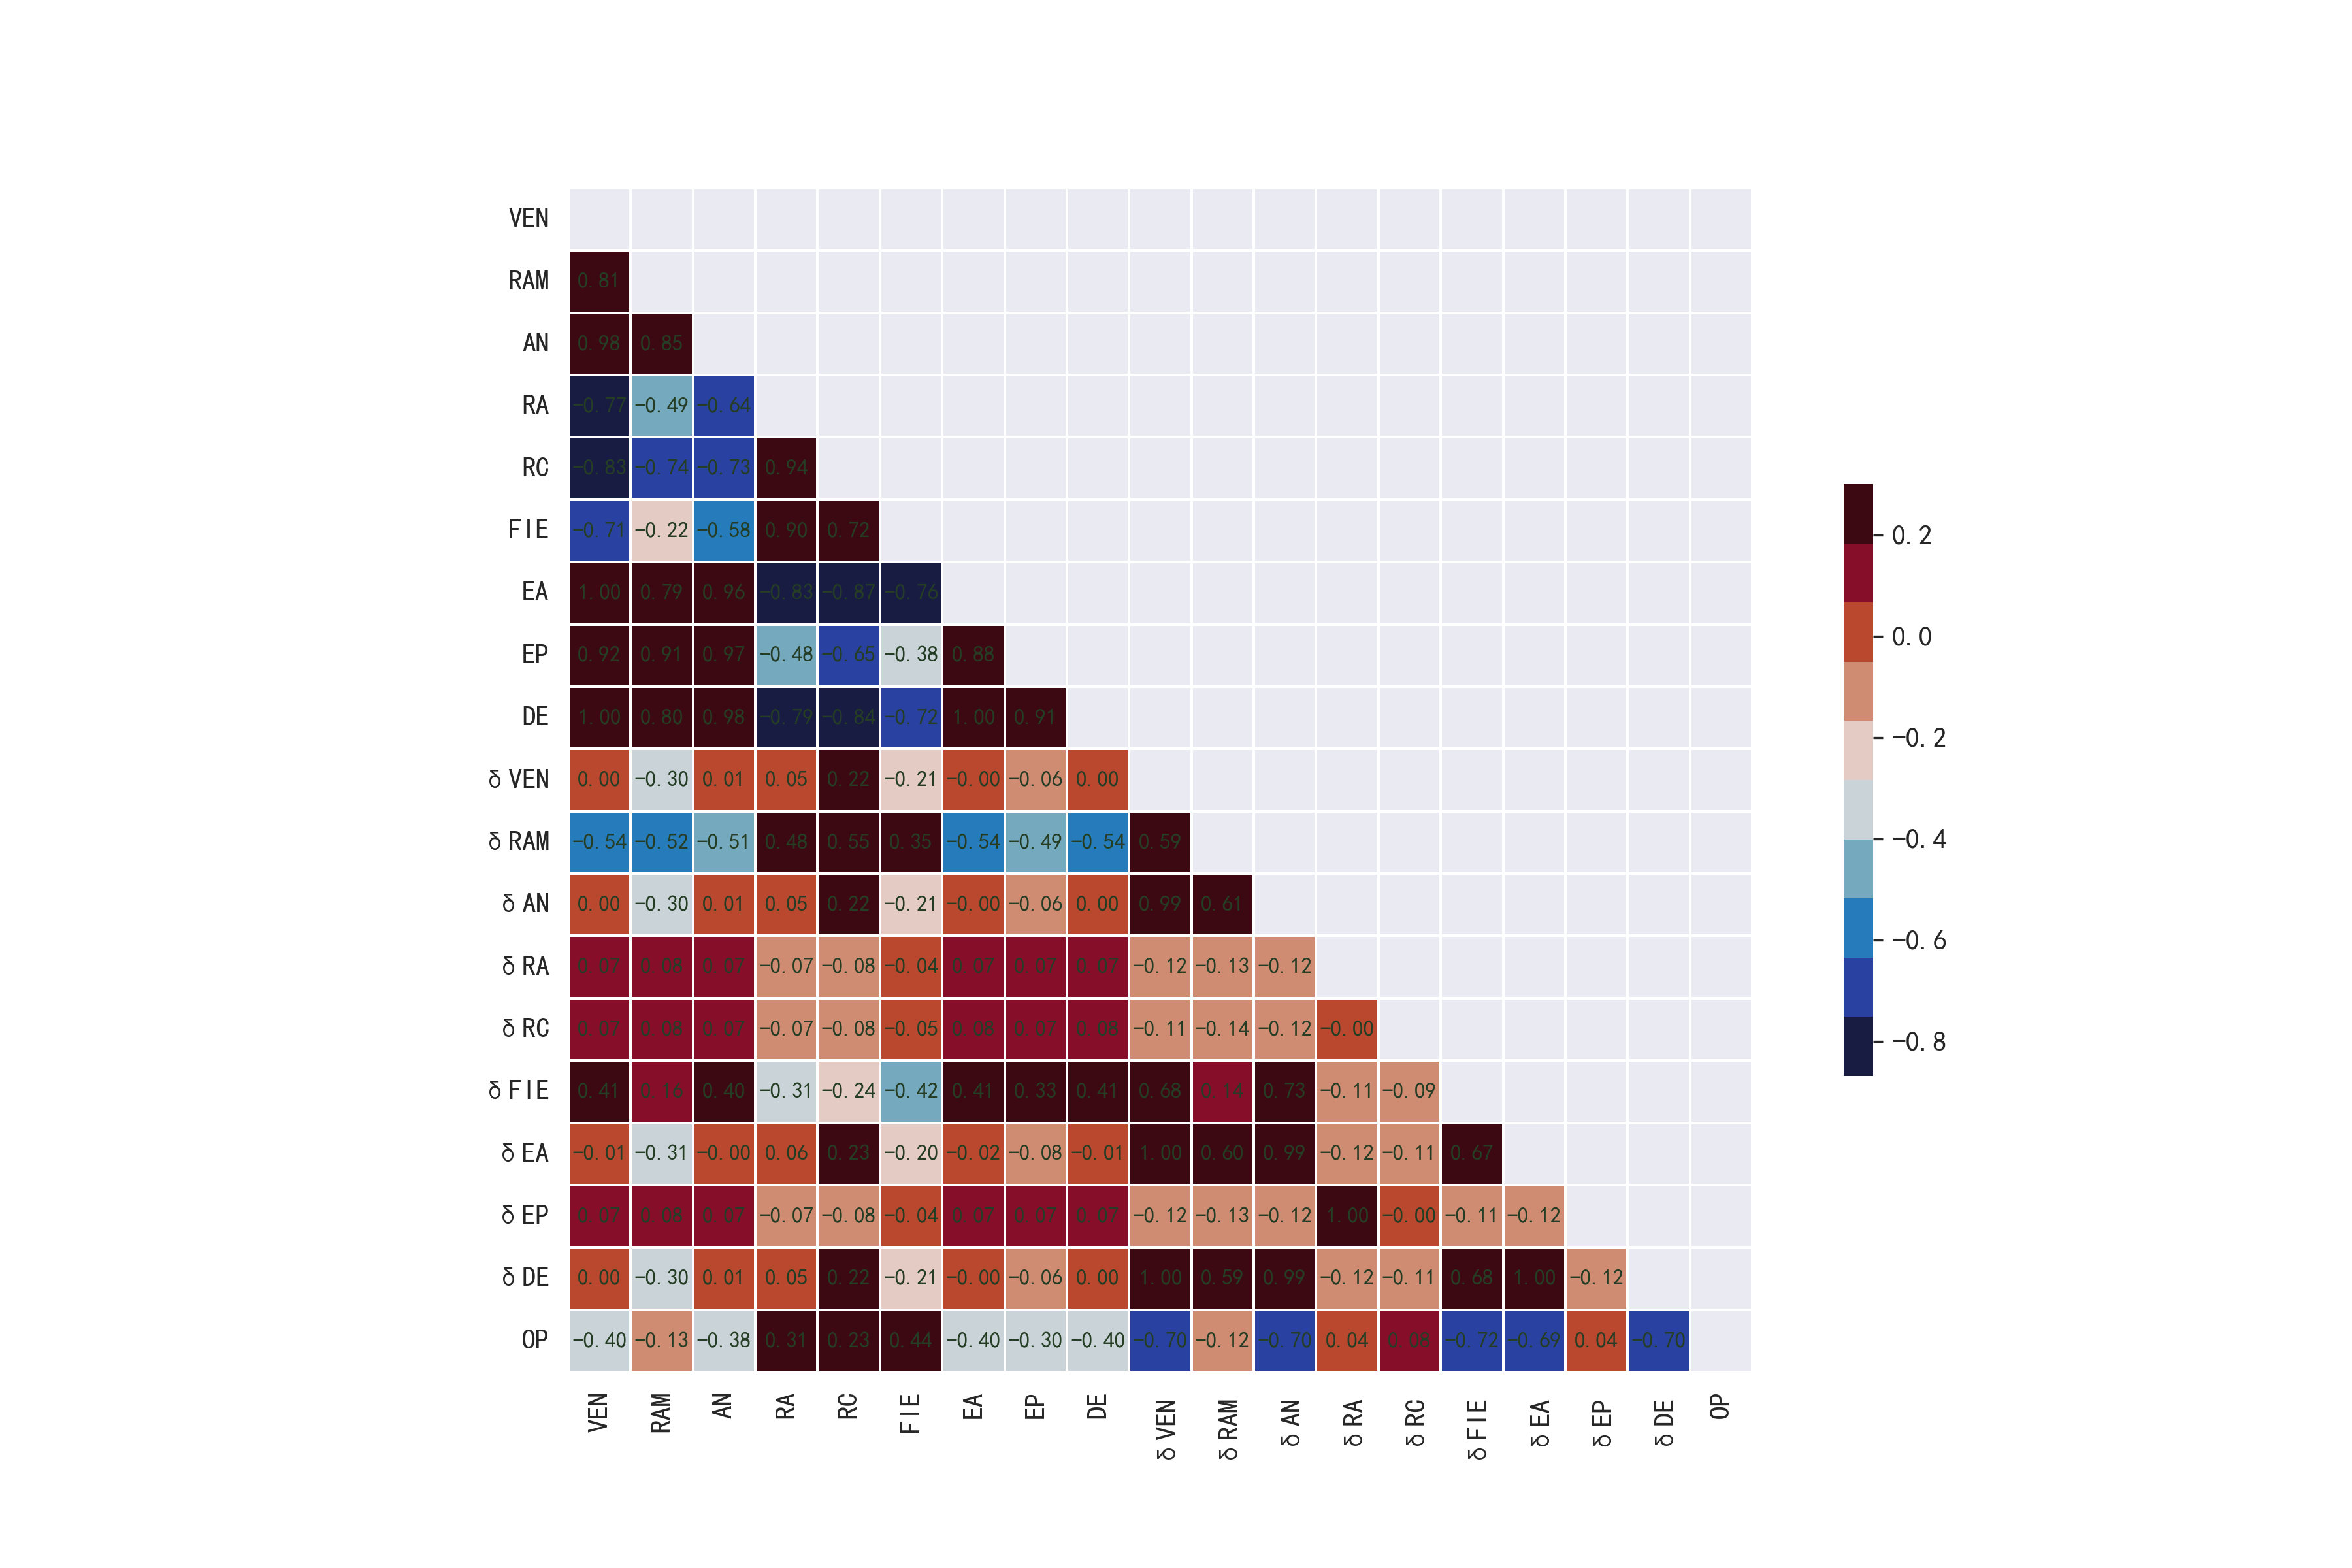 VEN
RAM 0.81
AN 0.98 0.85
RA -0.77 -0.49 -0.64
RC -0.83 -0.74 -0.73 0.94
FIE -0.71 -0.22 -0.58 0.90 0.72
EA 1.00 0.79 0.96 -0.83 -0.87 -0.76
EP 0.92 0.91 0.97 -0.48 -0.65 -0.38 0.88
DE 1.00 0.80 0.98 -0.79 -0.84 -0.72 1.00 0.91
δVEN 0.00 -0.30 0.01 0.05 0.22 -0.21 -0.00 -0.06 0.00
δRAM -0.54 -0.52 -0.51 0.48 0.55 0.35 -0.54 -0.49 -0.54 0.59
δAN 0.00 -0.30 0.01 0.05 0.22 -0.21 -0.00 -0.06 0.00 0.99 0.61
δRA 0.07 0.08 0.07 -0.07 -0.08 -0.04 0.07 0.07 0.07 -0.12 -0.13 -0.12
δRC 0.07 0.08 0.07 -0.07 -0.08 -0.05 0.08 0.07 0.08 -0.11 -0.14 -0.12 -0.00
δFIE 0.41 0.16 0.40 -0.31 -0.24 -0.42 0.41 0.33 0.41 0.68 0.14 0.73 -0.11 -0.09
δEA -0.01 -0.31 -0.00 0.06 0.23 -0.20 -0.02 -0.08 -0.01 1.00 0.60 0.99 -0.12 -0.11 0.67
δEP 0.07 0.08 0.07 -0.07 -0.08 -0.04 0.07 0.07 0.07 -0.12 -0.13 -0.12 1.00 -0.00 -0.11 -0.12
δDE 0.00 -0.30 0.01 0.05 0.22 -0.21 -0.00 -0.06 0.00 1.00 0.59 0.99 -0.12 -0.11 0.68 1.00 -0.12
OP -0.40 -0.13 -0.38 0.31 0.23 0.44 -0.40 -0.30 -0.40 -0.70 -0.12 -0.70 0.04 0.08 -0.72 -0.69 0.04 -0.70
VEN RAM AN RA RC FIE EA EP DE δVEN δRAM δAN δRA δRC δFIE δEA δEP δDE OP
0.2
0.0
-0.2
-0.4
-0.6
-0.8